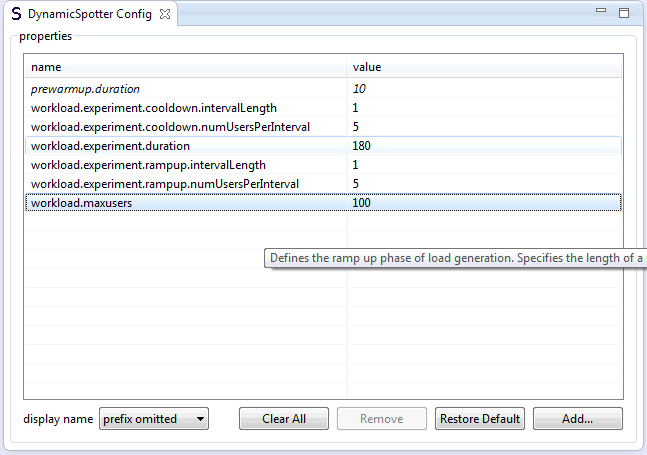 S DynamicSpotter Config
properties
name value
prewarmup.duration 10
workload.experiment.cooldown.intervalLength 1
workload.experiment.cooldown.numUsersPerInterval 5
workload.experiment.duration 180
workload.experiment.rampup.intervalLength 1
workload.experiment.rampup.numUsersPerInterval 5
workload.maxusers 100
Defines the ramp up phase of load generation. Specifies the length of a
display name prefix omitted Clear All Remove Restore Default Add...